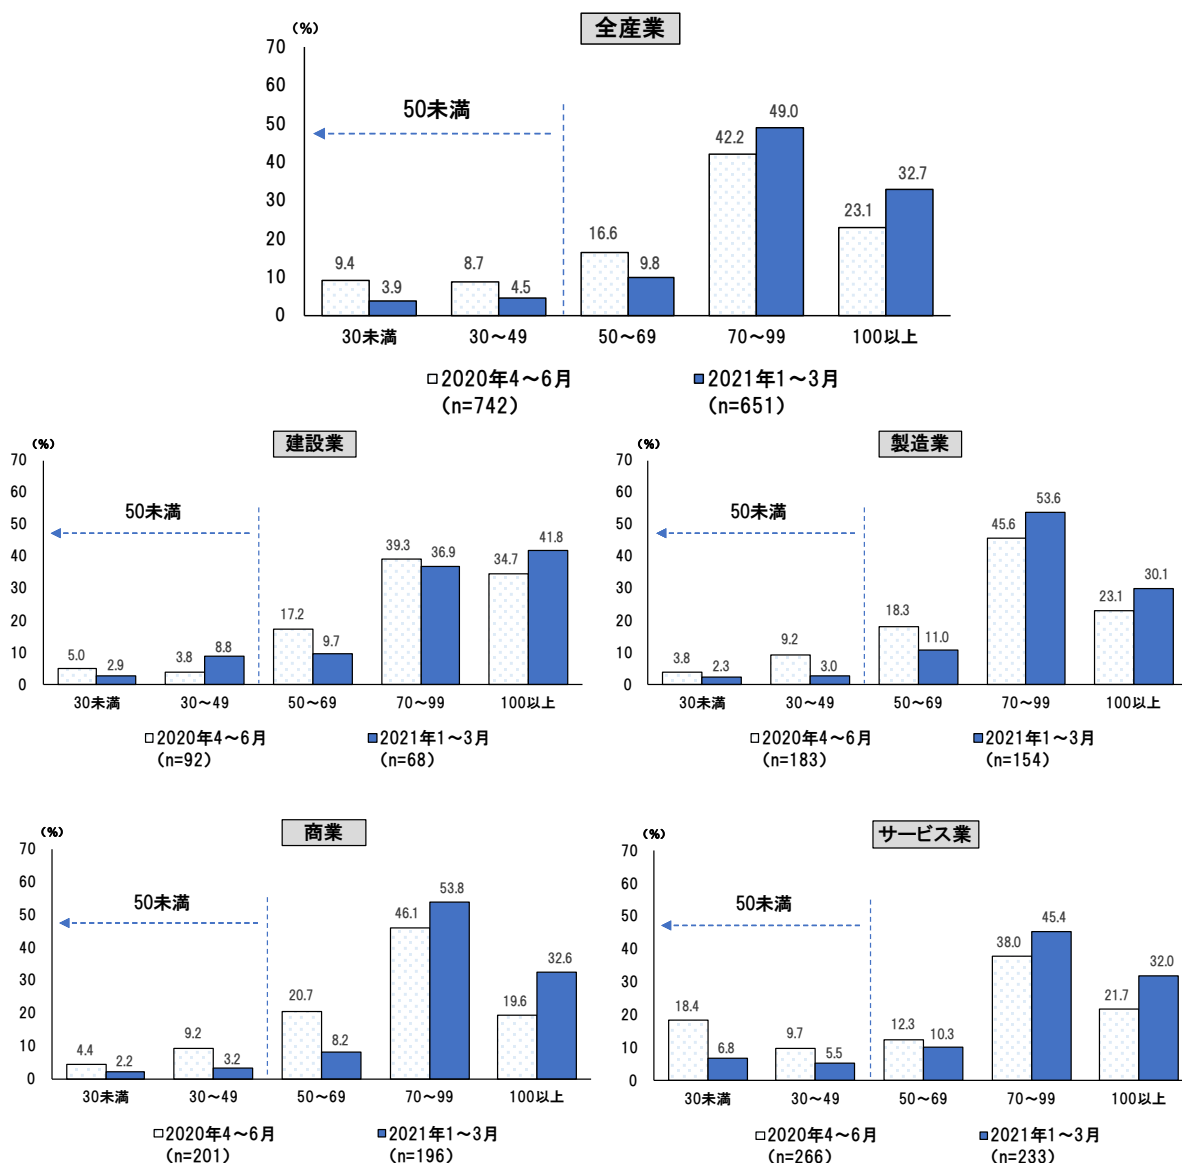 全産業
(%)
70
60
50
40
30
20
10
0
50未満
9.4
3.9
8.7
4.5
16.6
9.8
42.2
49.0
23.1
32.7
30未満
30～49
50～69
70～99
100以上
2020年4～6月
(n=742)
2021年1～3月
(n=651)
建設業
(%)
70
60
50
40
30
20
10
0
50未満
5.0
2.9
3.8
8.8
17.2
9.7
39.3
36.9
34.7
41.8
30未満
30～49
50～69
70～99
100以上
2020年4～6月
(n=92)
2021年1～3月
(n=68)
製造業
(%)
70
60
50
40
30
20
10
0
50未満
3.8
2.3
9.2
3.0
18.3
11.0
45.6
53.6
23.1
30.1
30未満
30～49
50～69
70～99
100以上
2020年4～6月
(n=183)
2021年1～3月
(n=154)
商業
(%)
70
60
50
40
30
20
10
0
50未満
4.4
2.2
9.2
3.2
20.7
8.2
46.1
53.8
19.6
32.6
30未満
30～49
50～69
70～99
100以上
2020年4～6月
(n=201)
2021年1～3月
(n=196)
サービス業
(%)
70
60
50
40
30
20
10
0
50未満
18.4
6.8
9.7
5.5
12.3
10.3
38.0
45.4
21.7
32.0
30未満
30～49
50～69
70～99
100以上
2020年4～6月
(n=266)
2021年1～3月
(n=233)